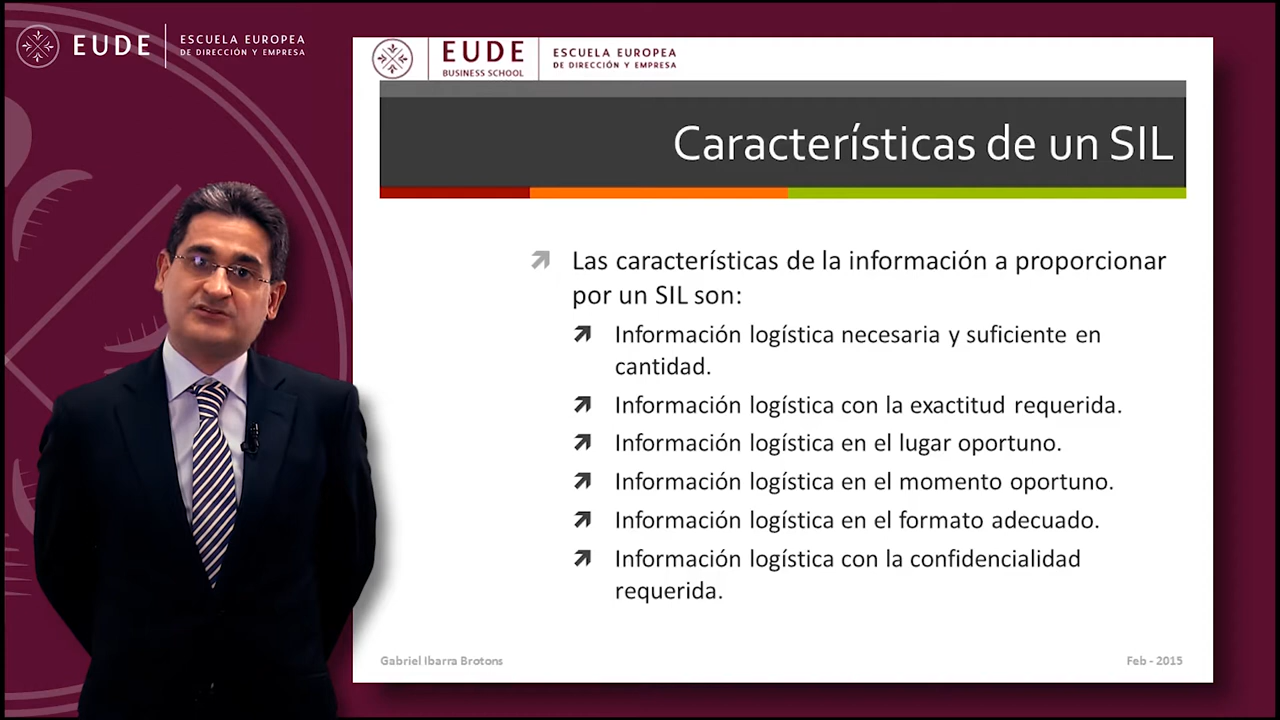 EUDE
ESCUELA EUROPEA
DE DIRECCIÓN Y EMPRESA
EUDE
BUSINESS SCHOOL
ESCUELA EUROPEA
DE DIRECCIÓN Y EMPRESA
Características de un SIL
Las características de la información a proporcionar
por un SIL son:
Información logística necesaria y suficiente en
cantidad.
Información logística con la exactitud requerida.
Información logística en el lugar oportuno.
Información logística en el momento oportuno.
Información logística en el formato adecuado.
Información logística con la confidencialidad
requerida.
Gabriel Ibarra Brotons
Feb - 2015